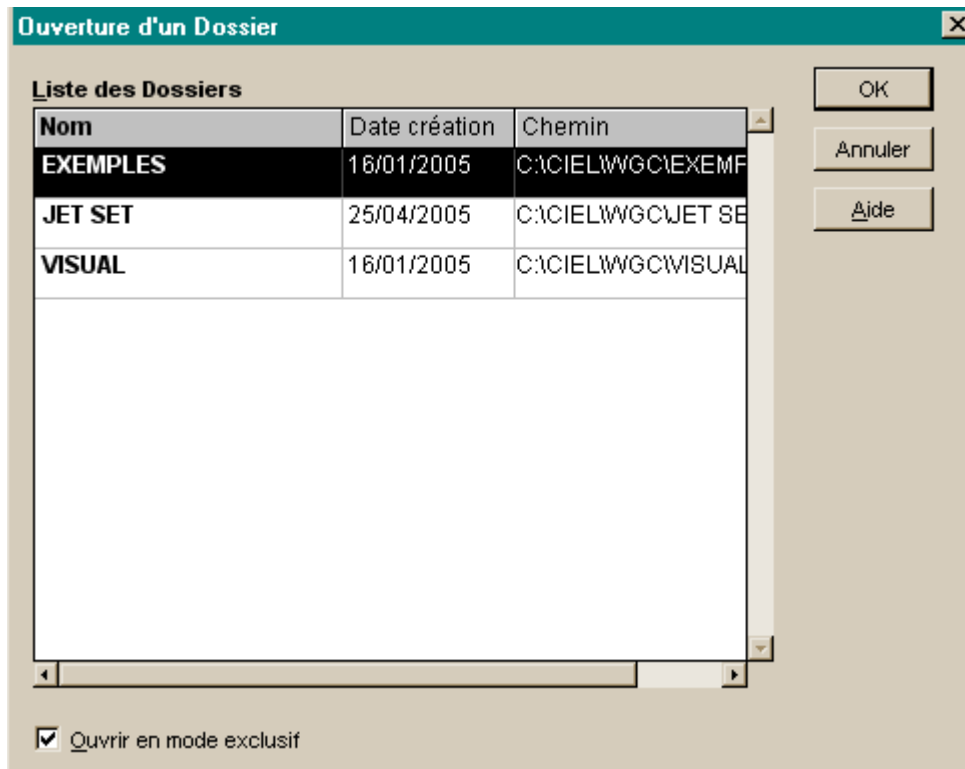 Ouverture d'un Dossier
Liste des Dossiers
OK
Nom Date création Chemin
Annuler
EXEMPLES 16/01/2005 C:\CIEL\WGC\EXEMP
JET SET 25/04/2005 C:\CIEL\WGC\JET SE
Aide
VISUAL 16/01/2005 C:\CIEL\WGC\VISUAL
Ouvrir en mode exclusif